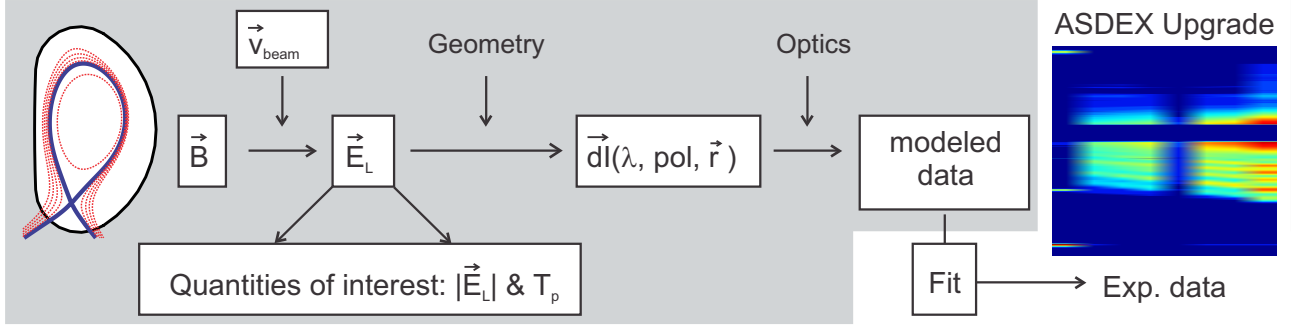 v⃗beam
Geometry
Optics
ASDEX Upgrade
B⃗
E⃗L
dI⃗(λ, pol, r⃗ )
modeled
data
Quantities of interest: |E⃗L| & Tp
Fit
Exp. data